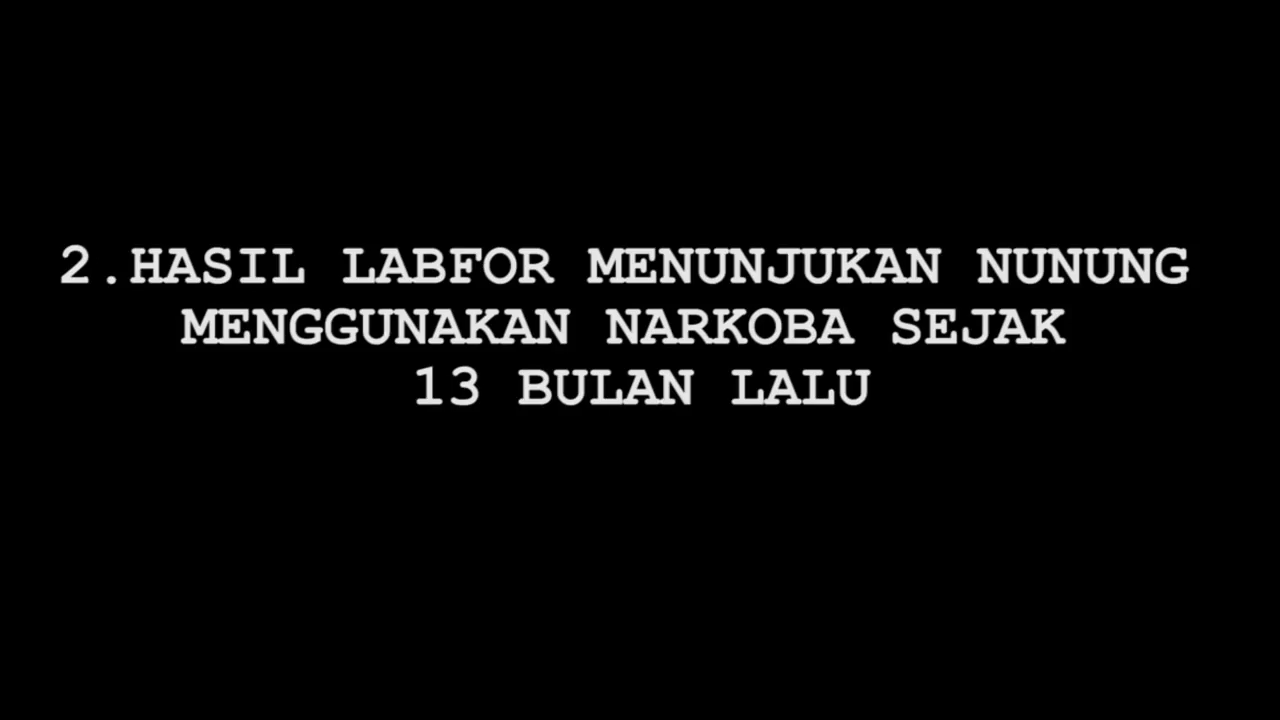 2.HASIL LABFOR MENUNJUKAN NUNUNG
MENGGUNAKAN NARKOBA SEJAK
13 BULAN LALU